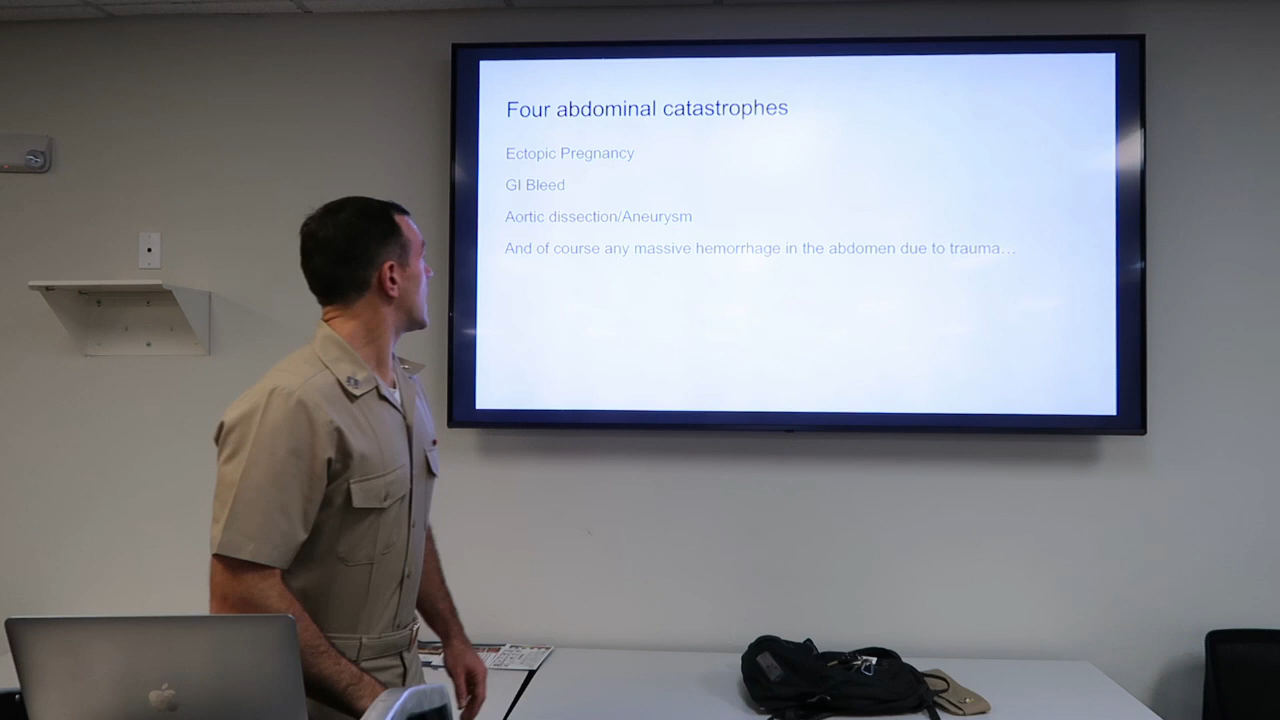 Four abdominal catastrophes
Ectopic Pregnancy
GI Bleed
Aortic dissection/Aneurysm
And of course any massive hemorrhage in the abdomen due to trauma…